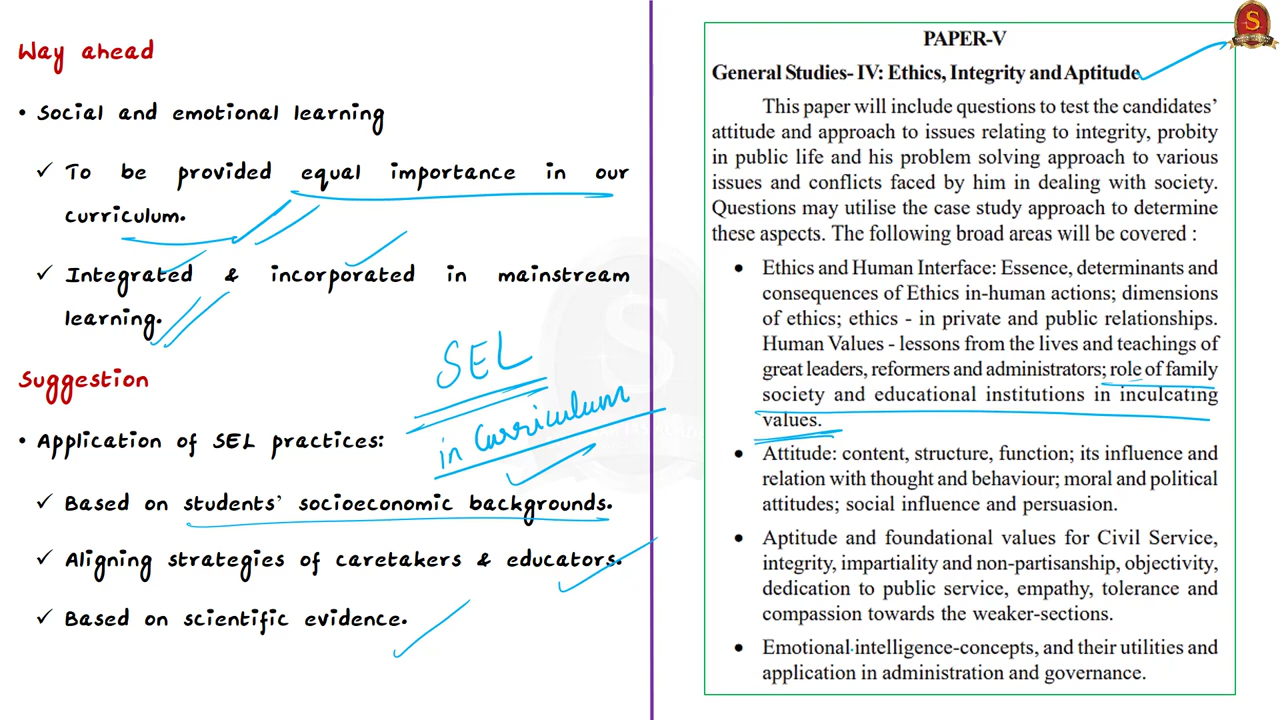 Way ahead
• Social and emotional learning
✓ To be provided equal importance in our
curriculum.
✓ Integrated & incorporated in mainstream
learning.
SEL
in Curriculum
Suggestion
• Application of SEL practices:
✓ Based on students' socioeconomic backgrounds.
✓ Aligning strategies of caretakers & educators.
✓ Based on scientific evidence.
S
PAPER-V
General Studies- IV: Ethics, Integrity and Aptitude
This paper will include questions to test the candidates'
attitude and approach to issues relating to integrity, probity
in public life and his problem solving approach to various
issues and conflicts faced by him in dealing with society.
Questions may utilise the case study approach to determine
these aspects. The following broad areas will be covered :
• Ethics and Human Interface: Essence, determinants and
consequences of Ethics in-human actions; dimensions
of ethics; ethics - in private and public relationships.
Human Values - lessons from the lives and teachings of
great leaders, reformers and administrators; role of family
society and educational institutions in inculcating
values.
• Attitude: content, structure, function; its influence and
relation with thought and behaviour; moral and political
attitudes; social influence and persuasion.
• Aptitude and foundational values for Civil Service,
integrity, impartiality and non-partisanship, objectivity,
dedication to public service, empathy, tolerance and
compassion towards the weaker-sections.
• Emotional intelligence-concepts, and their utilities and
application in administration and governance.